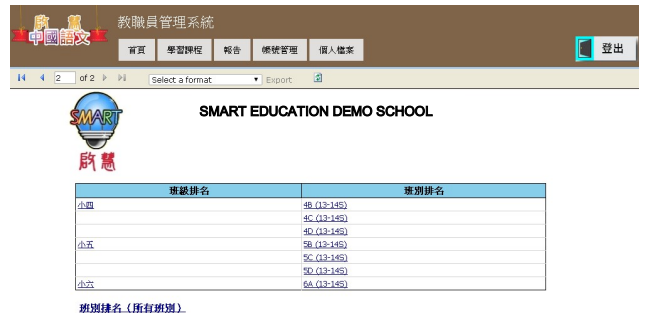 啟慧
中國語文
教職員管理系統
首頁 學習課程 報告 帳號管理 個人檔案
登出
2 of 2 Select a format Export
SMART
啟慧
SMART EDUCATION DEMO SCHOOL
班級排名 班別排名
小四 4B (13-14S)
4C (13-14S)
4D (13-14S)
小五 5B (13-14S)
5C (13-14S)
5D (13-14S)
小六 6A (13-14S)
班別排名（所有班別）